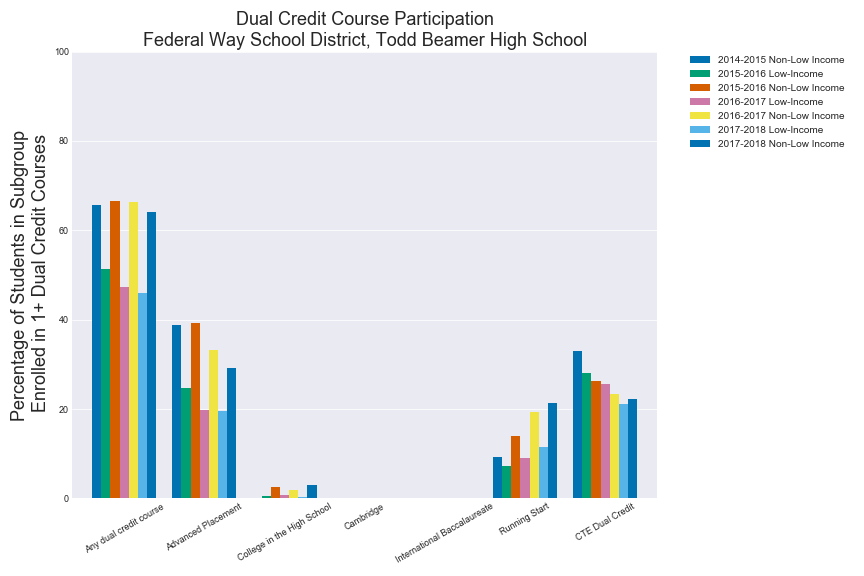 Dual Credit Course Participation
Federal Way School District, Todd Beamer High School
2014-2015 Non-Low Income
2015-2016 Low-Income
2015-2016 Non-Low Income
2016-2017 Low-Income
2016-2017 Non-Low Income
2017-2018 Low-Income
2017-2018 Non-Low Income
Percentage of Students in Subgroup
Enrolled in 1+ Dual Credit Courses
100
80
60
40
20
0
Any dual credit course
Advanced Placement
College in the High School
Cambridge
International Baccalaureate
Running Start
CTE Dual Credit